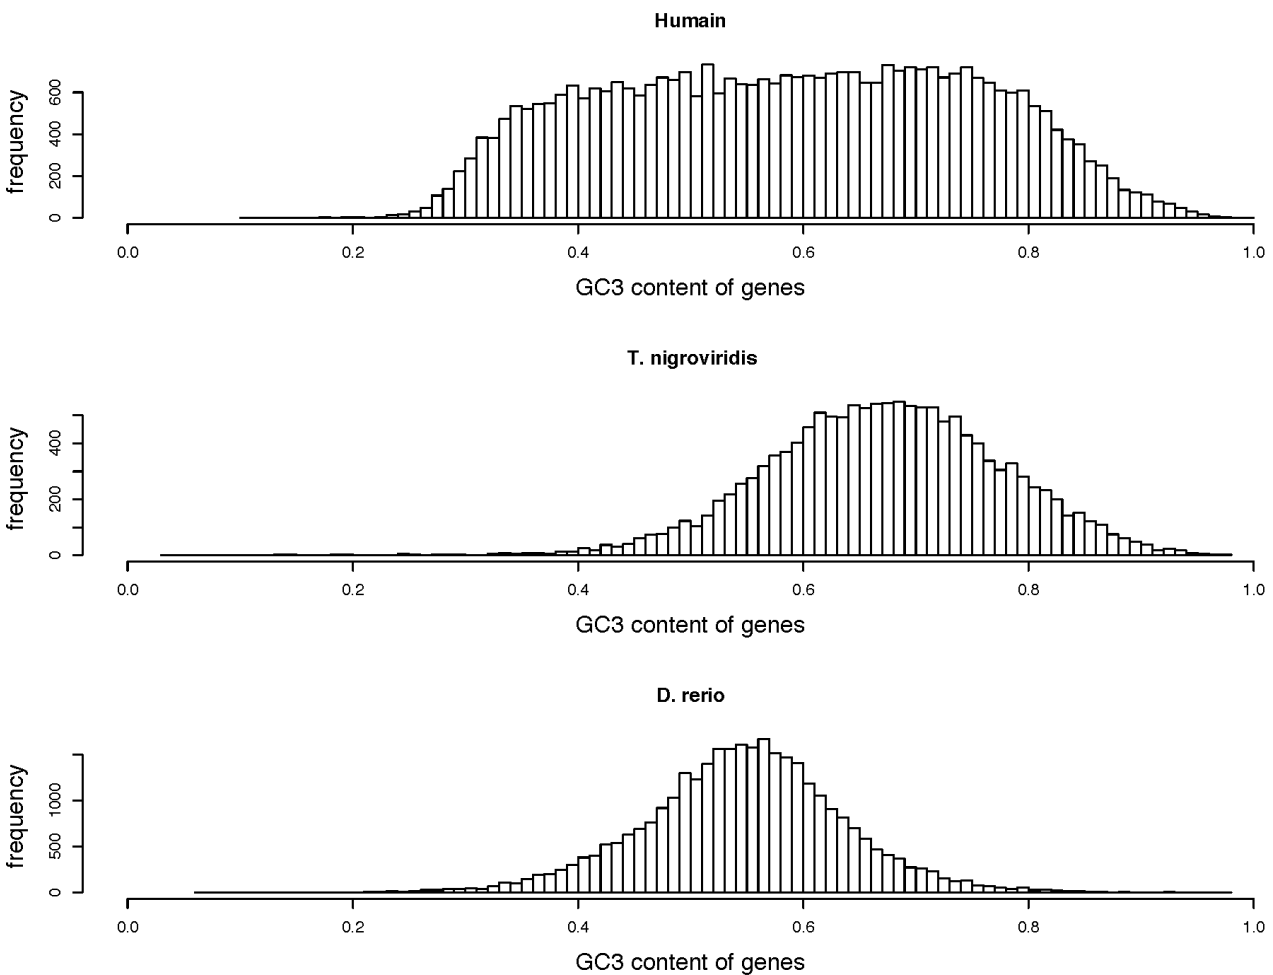 Humain
frequency
600
400
200
0
0.0 0.2 0.4 0.6 0.8 1.0
GC3 content of genes
T. nigroviridis
frequency
400
200
0
0.0 0.2 0.4 0.6 0.8 1.0
GC3 content of genes
D. rerio
frequency
1000
500
0
0.0 0.2 0.4 0.6 0.8 1.0
GC3 content of genes